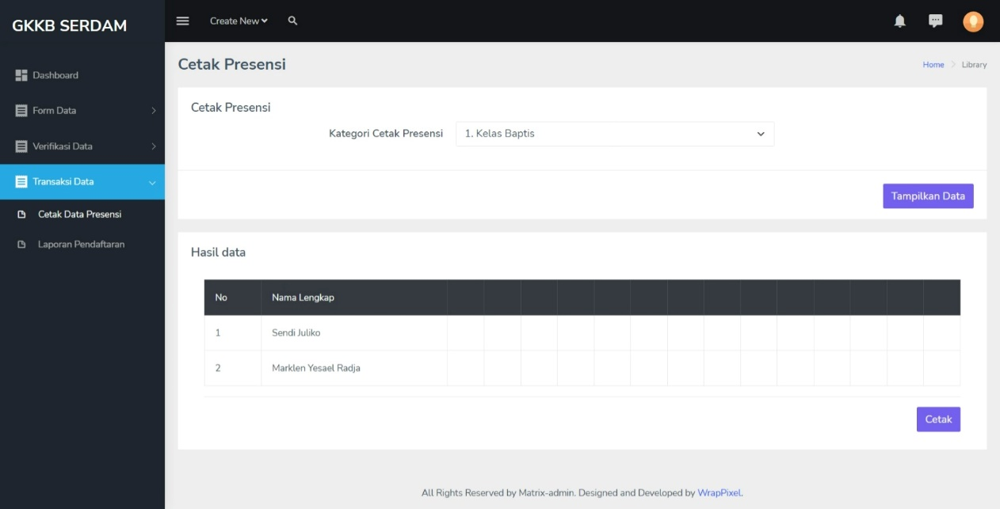 GKKB SERDAM
Create New
Dashboard
Form Data
Verifikasi Data
Transaksi Data
Cetak Data Presensi
Laporan Pendaftaran
Cetak Presensi
Home > Library
Cetak Presensi
Kategori Cetak Presensi 1. Kelas Baptis
Tampilkan Data
Hasil data
No Nama Lengkap
1 Sendi Juliko
2 Marklen Yesael Radja
Cetak
All Rights Reserved by Matrix-admin. Designed and Developed by WrapPixel.